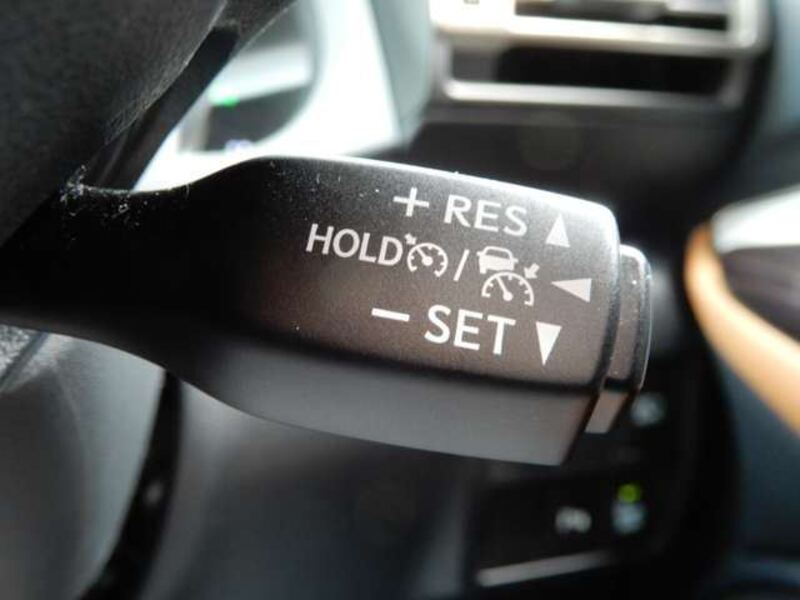 + RES ▲
HOLD / ◀
− SET ▼